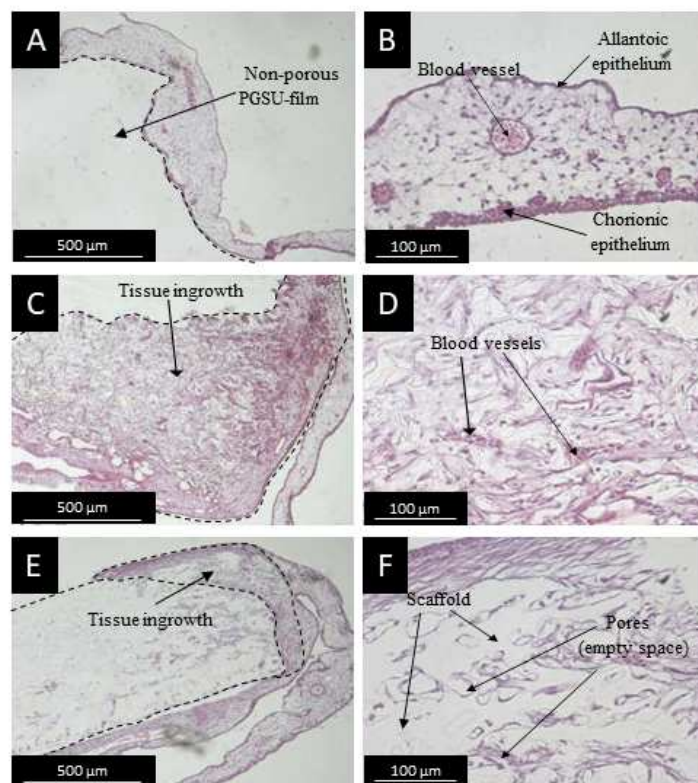 A
Non-porous
PGSU-film
500 µm
B
Allantoic
epithelium
Blood vessel
Chorionic
epithelium
100 µm
C
Tissue ingrowth
500 µm
D
Blood vessels
100 µm
E
Tissue ingrowth
500 µm
F
Scaffold
Pores
(empty space)
100 µm